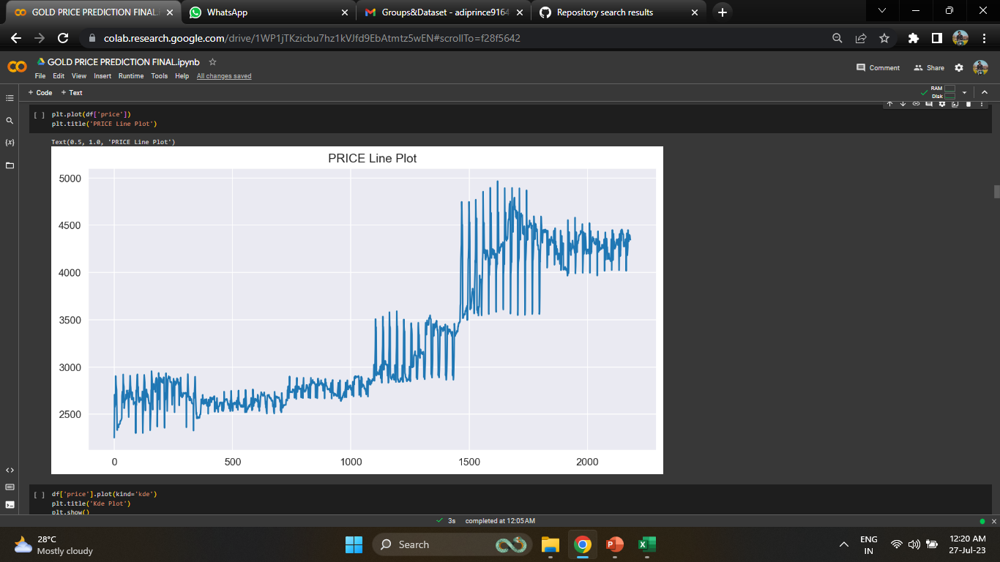 GOLD PRICE PREDICTION FINAL.i
WhatsApp
Groups&Dataset - adiprince9164
Repository search results
colab.research.google.com/drive/1WP1jTKzicbu7hz1kVJfd9EbAtmtz5wEN#scrollTo=f28f5642
GOLD PRICE PREDICTION FINAL.ipynb
Comment
Share
File Edit View Insert Runtime Tools Help All changes saved
+ Code + Text
RAM
Disk
[ ] plt.plot(df['price'])
plt.title('PRICE Line Plot')
Text(0.5, 1.0, 'PRICE Line Plot')
PRICE Line Plot
5000
4500
4000
3500
3000
2500
0 500 1000 1500 2000
[ ] df['price'].plot(kind='kde')
plt.title('Kde Plot')
plt.show()
3s completed at 12:05 AM
28°C
Mostly cloudy
Search
ENG
IN
12:20 AM
27-Jul-23